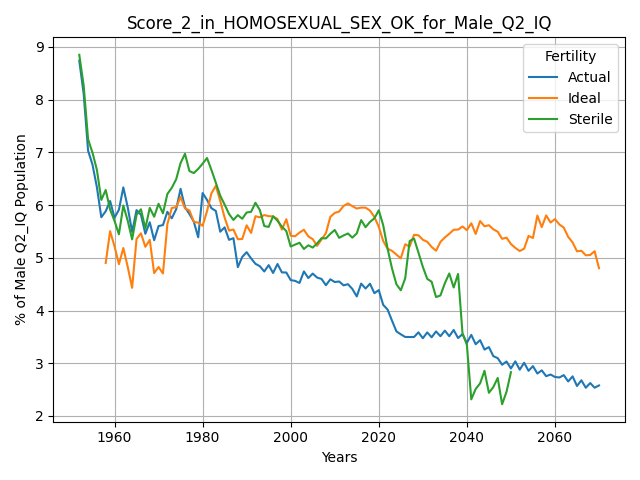 Score_2_in_HOMOSEXUAL_SEX_OK_for_Male_Q2_IQ
Fertility
Actual
Ideal
Sterile
% of Male Q2_IQ Population
9
8
7
6
5
4
3
2
1960 1980 2000 2020 2040 2060
Years